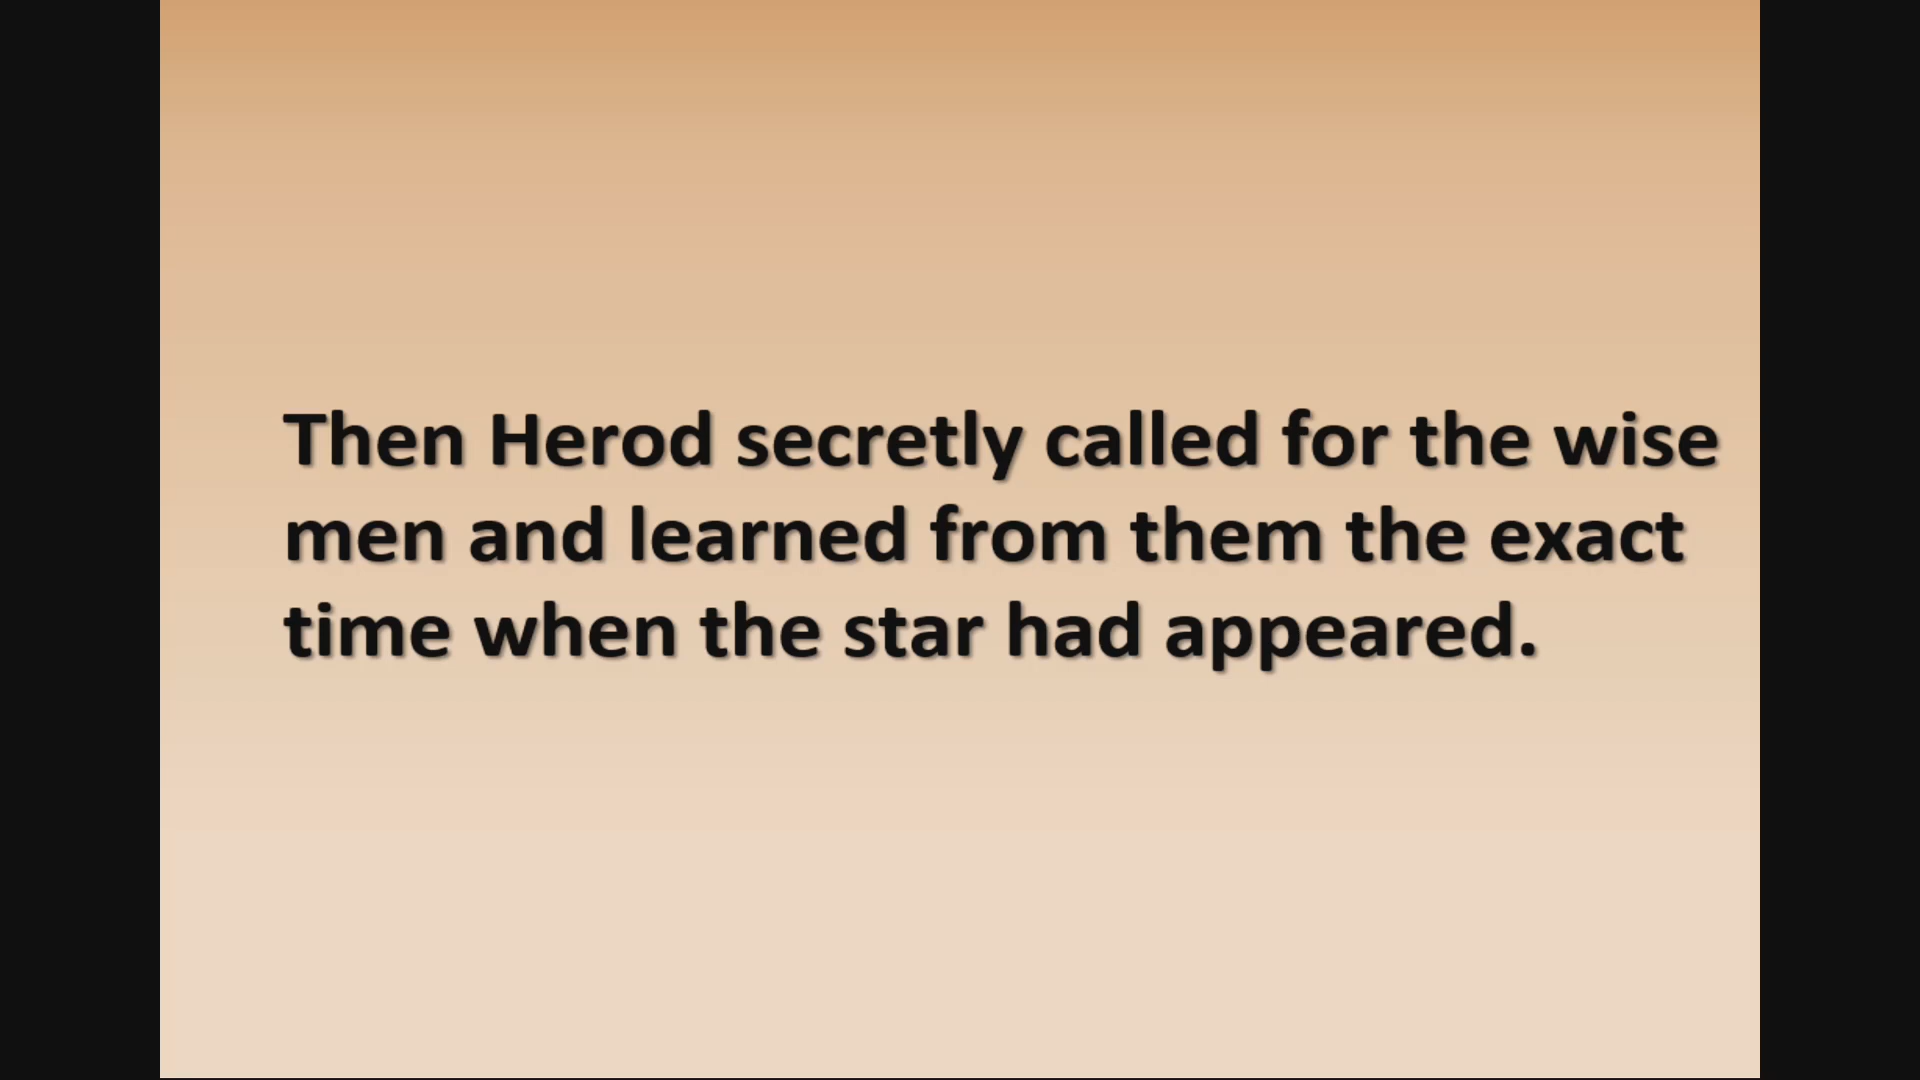 Then Herod secretly called for the wise
men and learned from them the exact
time when the star had appeared.